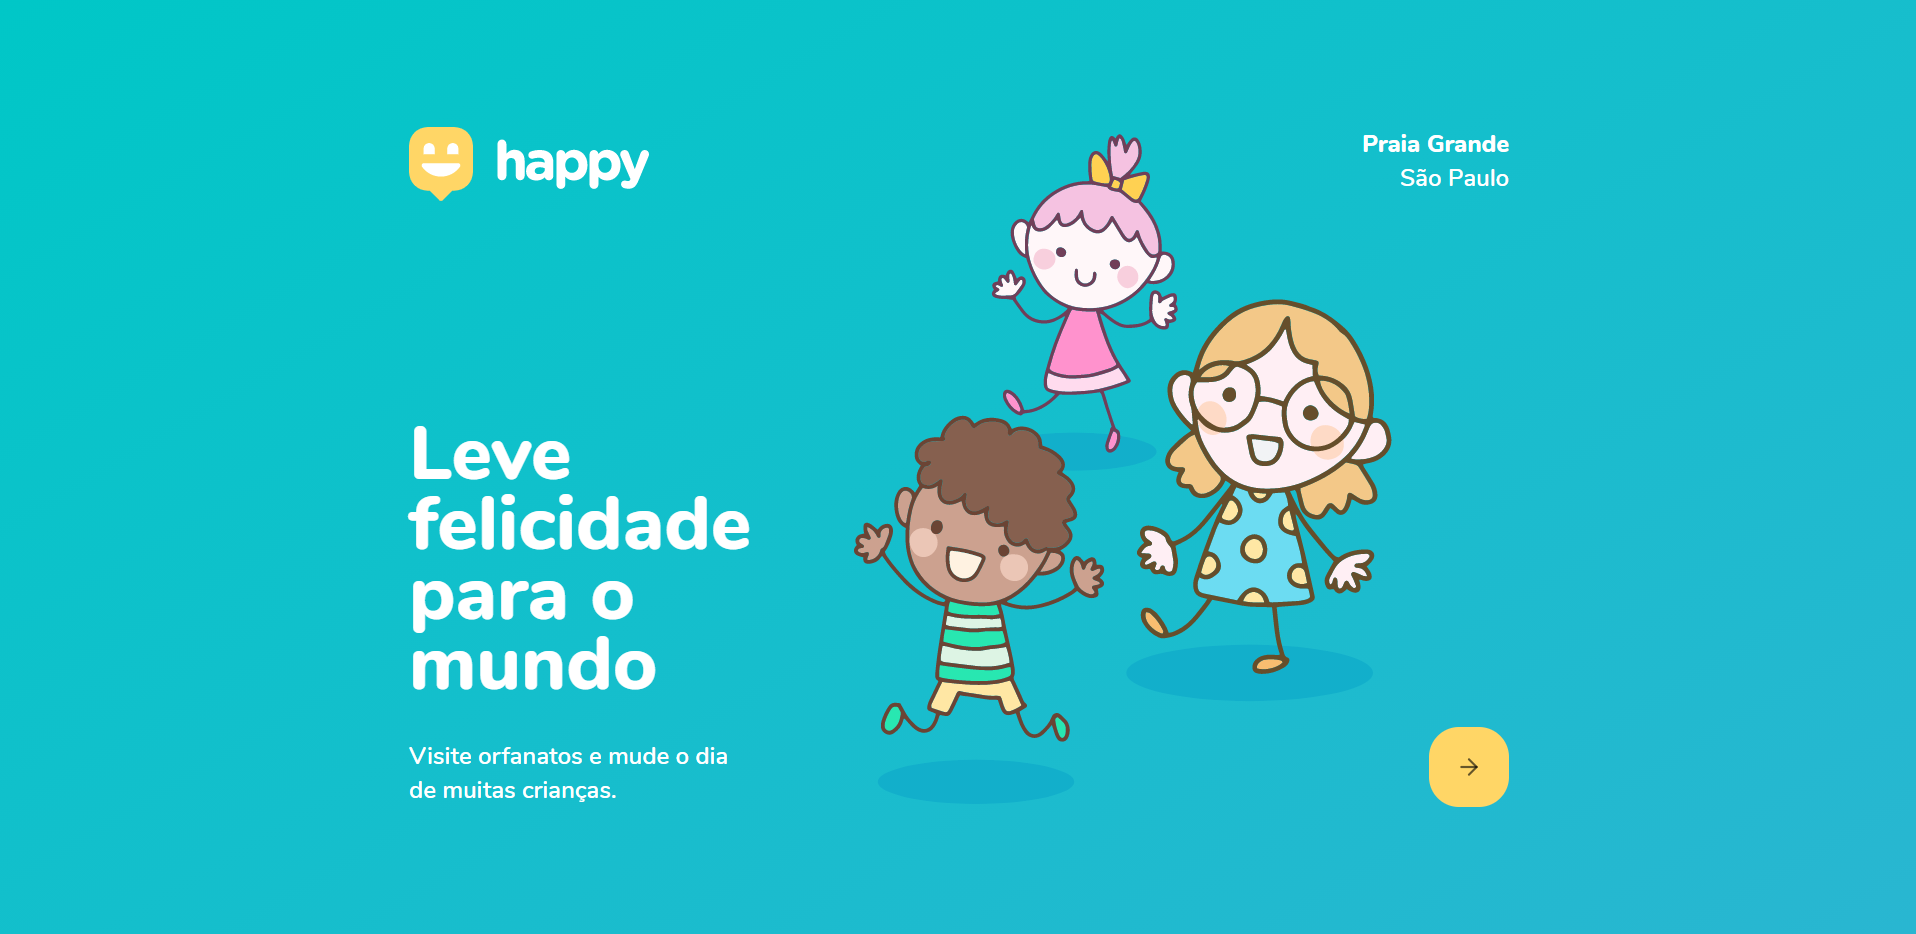 happy
Praia Grande
São Paulo
Leve
felicidade
para o
mundo
Visite orfanatos e mude o dia
de muitas crianças.